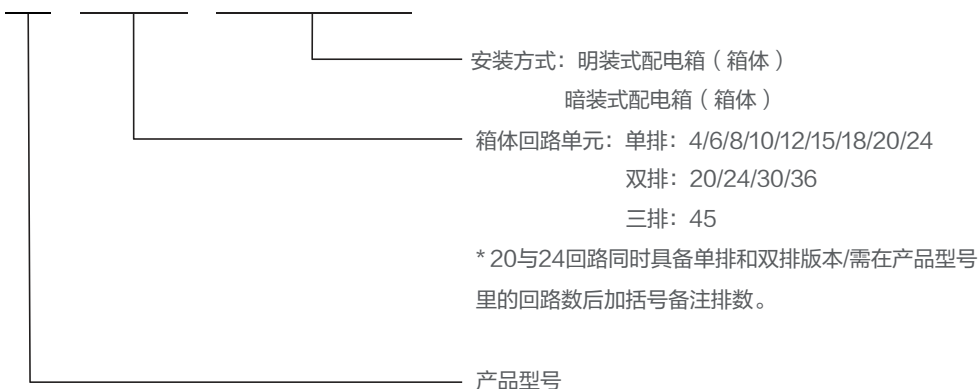 安装方式：明装式配电箱（箱体）
暗装式配电箱（箱体）
箱体回路单元：单排：4/6/8/10/12/15/18/20/24
双排：20/24/30/36
三排：45
* 20与24回路同时具备单排和双排版本/需在产品型号
里的回路数后加括号备注排数。
产品型号